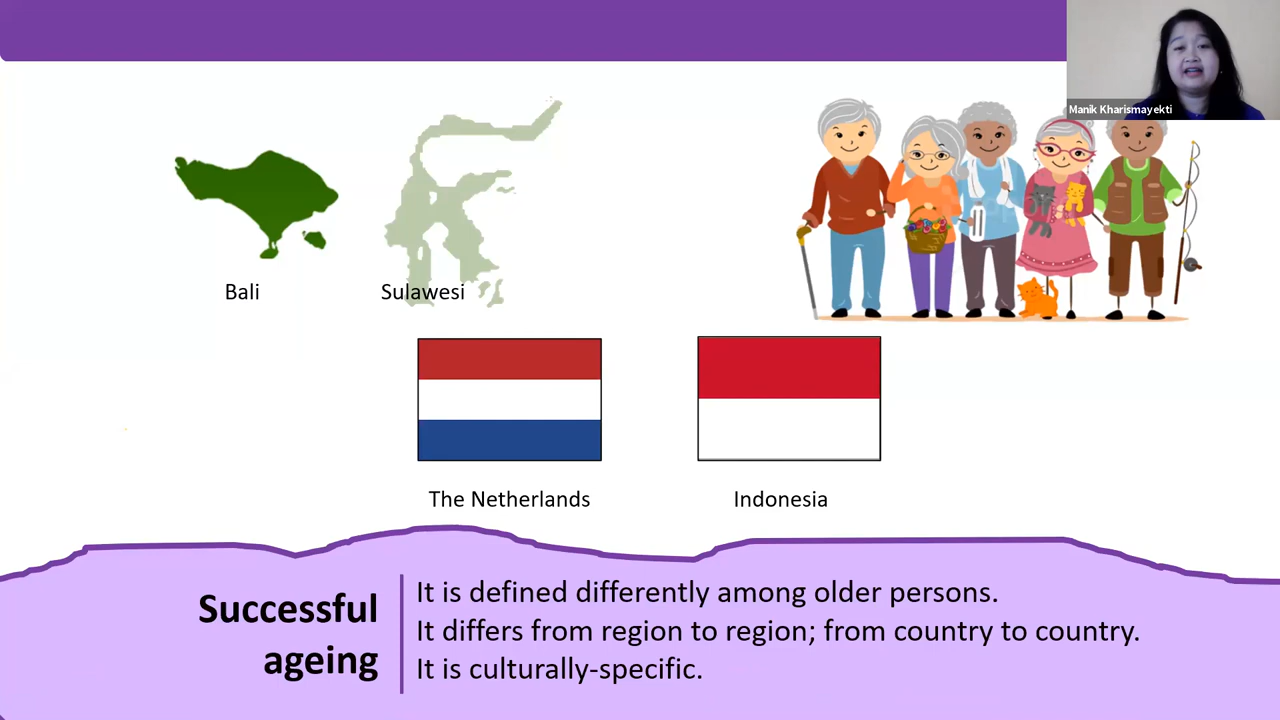 Manik Kharismayekti
Bali
Sulawesi
The Netherlands
Indonesia
Successful
ageing
It is defined differently among older persons.
It differs from region to region; from country to country.
It is culturally-specific.